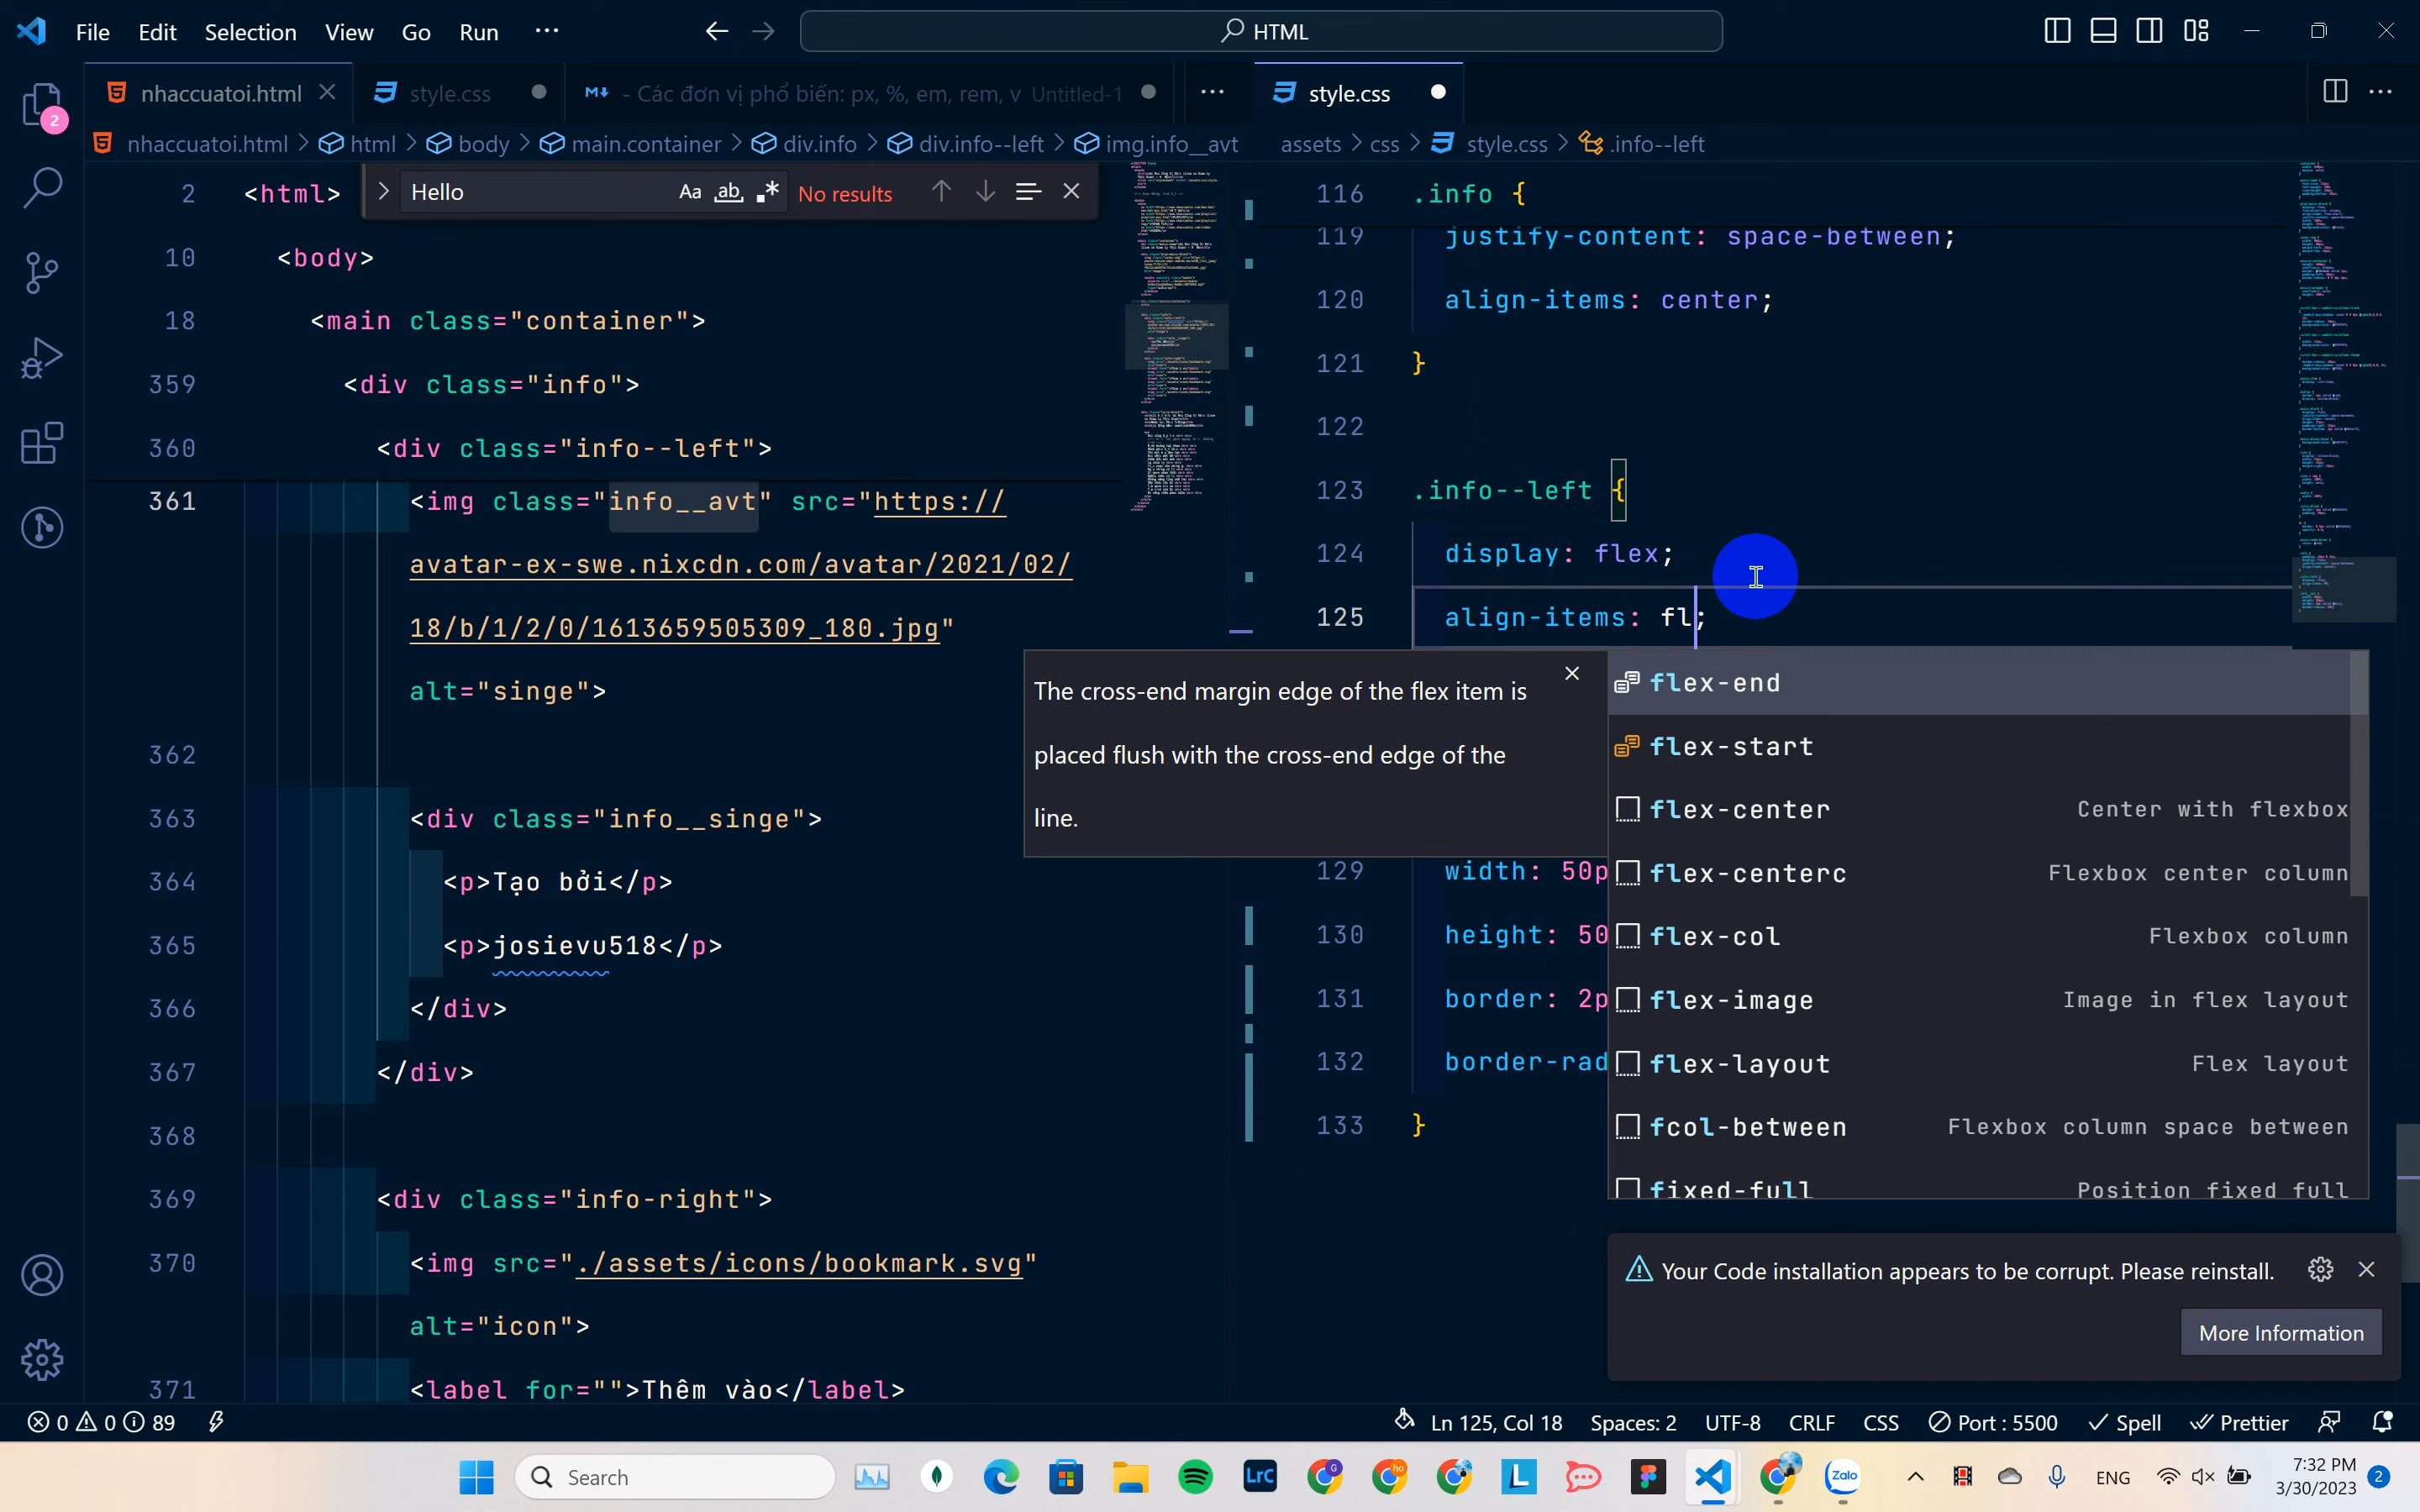 File Edit Selection View Go Run ···
HTML
nhaccuatoi.html
style.css
- Các đơn vị phổ biến: px, %, em, rem, v Untitled-1
style.css
nhaccuatoi.html > html > body > main.container > div.info > div.info--left > img.info__avt
assets > css > style.css > .info--left
Hello
Aa ab .* No results
2 <html>
10 <body>
18 <main class="container">
359 <div class="info">
360 <div class="info--left">
361 <img class="info__avt" src="https://
avatar-ex-swe.nixcdn.com/avatar/2021/02/
18/b/1/2/0/1613659505309_180.jpg"
alt="singe">
362
363 <div class="info__singe">
364 <p>Tạo bởi</p>
365 <p>josievu518</p>
366 </div>
367 </div>
368
369 <div class="info-right">
370 <img src="./assets/icons/bookmark.svg"
alt="icon">
371 <label for="">Thêm vào</label>
116 .info {
119 justify-content: space-between;
120 align-items: center;
121 }
122
123 .info--left {
124 display: flex;
125 align-items: fl;
The cross-end margin edge of the flex item is
placed flush with the cross-end edge of the
line.
flex-end
flex-start
flex-center Center with flexbox
flex-centerc Flexbox center column
flex-col Flexbox column
flex-image Image in flex layout
flex-layout Flex layout
fcol-between Flexbox column space between
fixed-full Position fixed full
129 width: 50p
130 height: 50
131 border: 2p
132 border-rad
133 }
Your Code installation appears to be corrupt. Please reinstall.
More Information
2
0 0 89
Ln 125, Col 18 Spaces: 2 UTF-8 CRLF CSS Port : 5500 Spell Prettier
Search
LrC
G
ho
L
Zalo
ENG
7:32 PM
3/30/2023
2